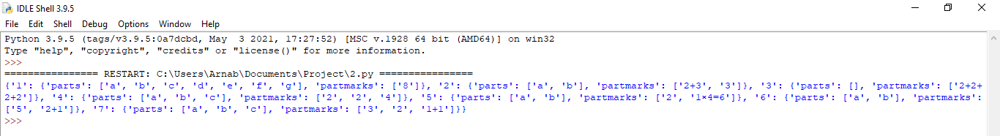 IDLE Shell 3.9.5
File Edit Shell Debug Options Window Help
Python 3.9.5 (tags/v3.9.5:0a7dcbd, May  3 2021, 17:27:52) [MSC v.1928 64 bit (AMD64)] on win32
Type "help", "copyright", "credits" or "license()" for more information.
>>>
================ RESTART: C:\Users\Arnab\Documents\Project\2.py ================
{'1': {'parts': ['a', 'b', 'c', 'd', 'e', 'f', 'g'], 'partmarks': ['8']}, '2': {'parts': ['a', 'b'], 'partmarks': ['2+3', '3']}, '3': {'parts': [], 'partmarks': ['2+2+
2+2']}, '4': {'parts': ['a', 'b', 'c'], 'partmarks': ['2', '2', '4']}, '5': {'parts': ['a', 'b'], 'partmarks': ['2', '1×4=6']}, '6': {'parts': ['a', 'b'], 'partmarks':
['5', '2+1']}, '7': {'parts': ['a', 'b', 'c'], 'partmarks': ['3', '2', '1+1']}}
>>>